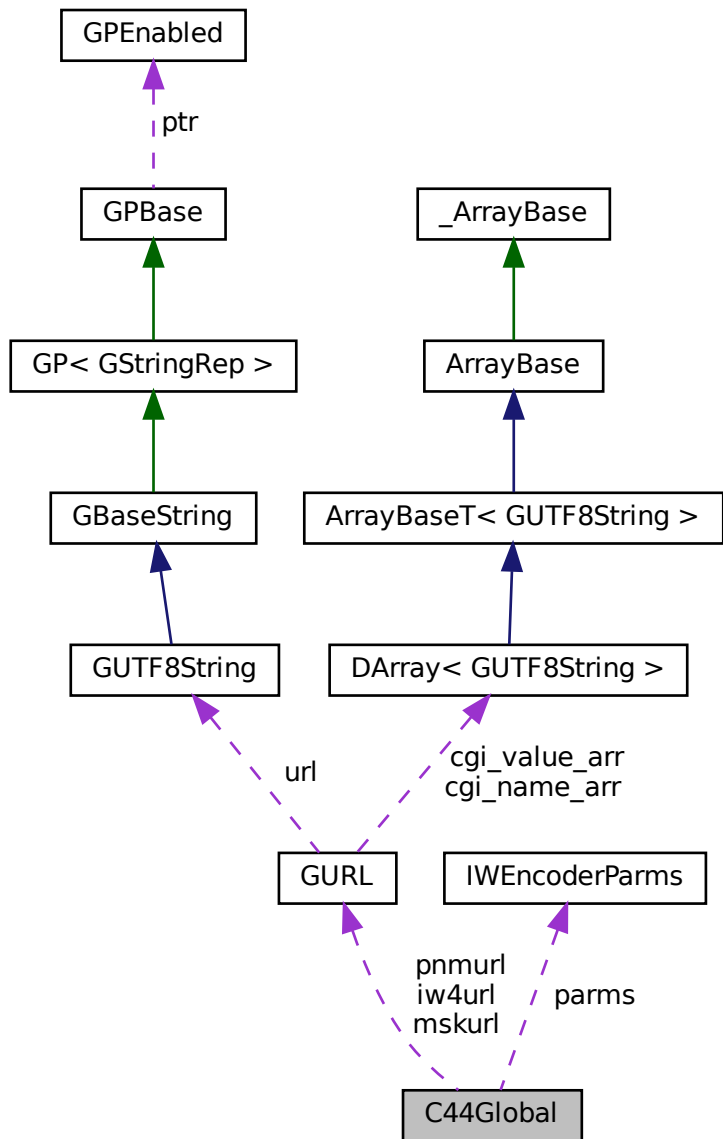 GPEnabled
ptr
GPBase
_ArrayBase
GP< GStringRep >
ArrayBase
GBaseString
ArrayBaseT< GUTF8String >
GUTF8String
DArray< GUTF8String >
url
cgi_value_arr
cgi_name_arr
GURL
IWEncoderParms
pnmurl
iw4url
mskurl
parms
C44Global